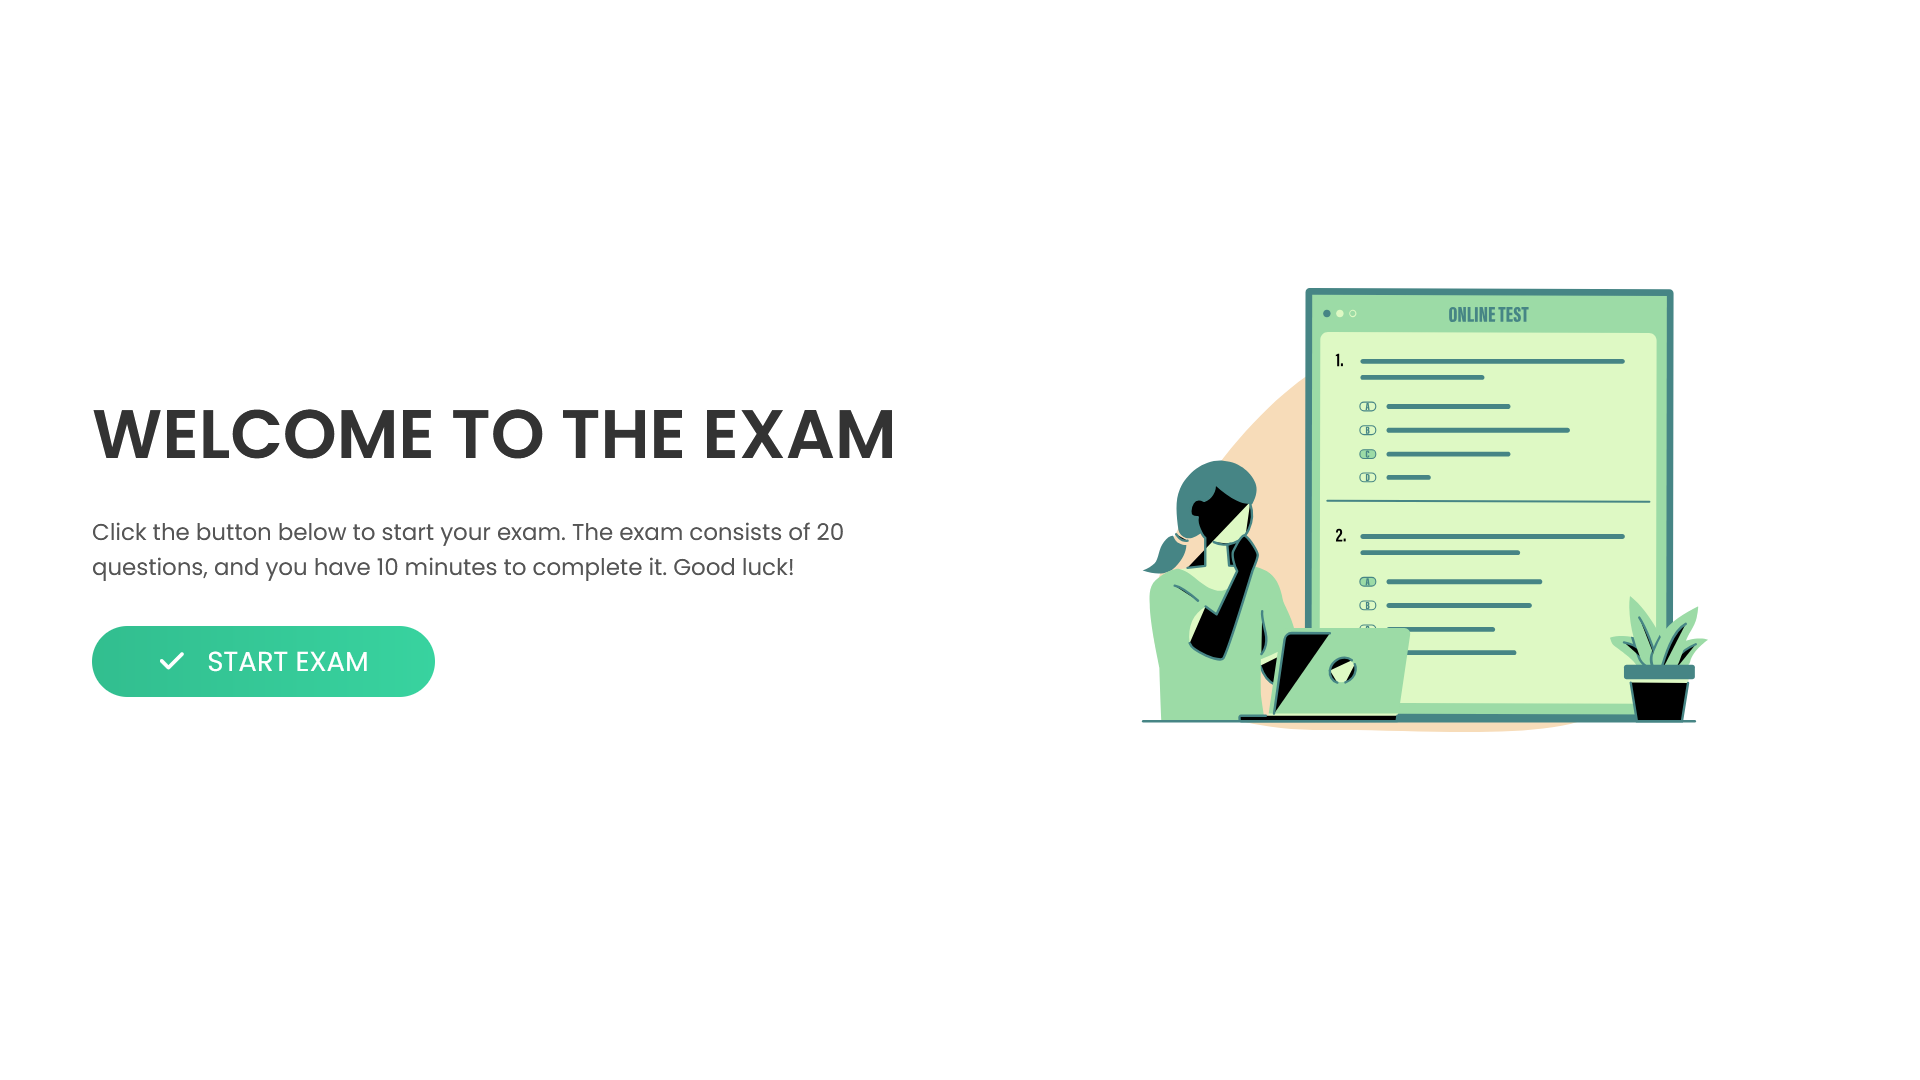 WELCOME TO THE EXAM
Click the button below to start your exam. The exam consists of 20
questions, and you have 10 minutes to complete it. Good luck!
START EXAM
ONLINE TEST
1.
A
B
C
D
2.
A
B